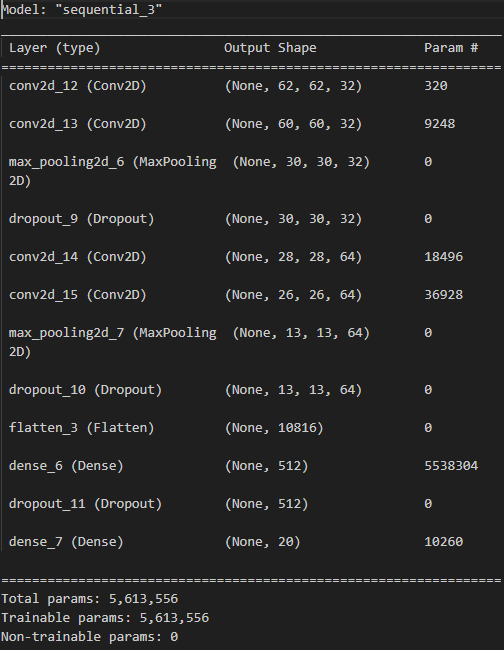 Model: "sequential_3"
Layer (type) Output Shape Param #
conv2d_12 (Conv2D) (None, 62, 62, 32) 320
conv2d_13 (Conv2D) (None, 60, 60, 32) 9248
max_pooling2d_6 (MaxPooling (None, 30, 30, 32) 0
2D)
dropout_9 (Dropout) (None, 30, 30, 32) 0
conv2d_14 (Conv2D) (None, 28, 28, 64) 18496
conv2d_15 (Conv2D) (None, 26, 26, 64) 36928
max_pooling2d_7 (MaxPooling (None, 13, 13, 64) 0
2D)
dropout_10 (Dropout) (None, 13, 13, 64) 0
flatten_3 (Flatten) (None, 10816) 0
dense_6 (Dense) (None, 512) 5538304
dropout_11 (Dropout) (None, 512) 0
dense_7 (Dense) (None, 20) 10260
Total params: 5,613,556
Trainable params: 5,613,556
Non-trainable params: 0